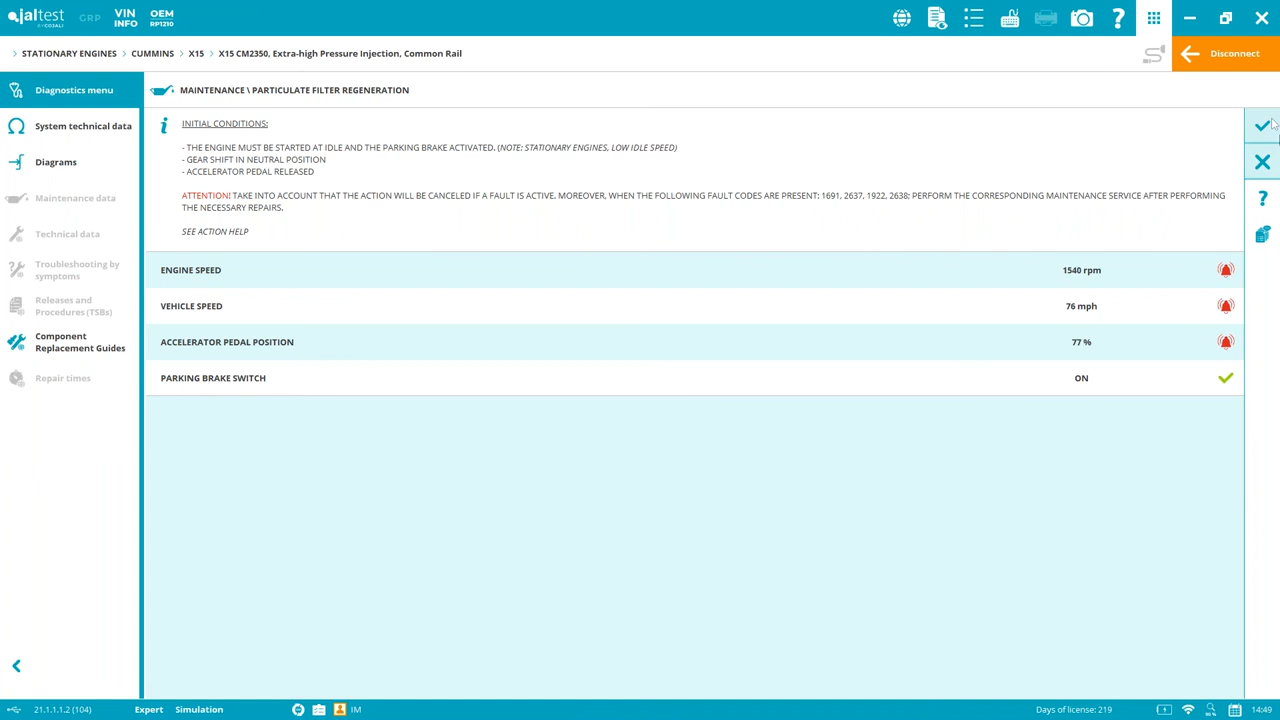 jaltest
BY COJALI
GRP
VIN
INFO
OEM
RP1210
STATIONARY ENGINES > CUMMINS > X15 > X15 CM2350, Extra-high Pressure Injection, Common Rail
Disconnect
Diagnostics menu
System technical data
Diagrams
Maintenance data
Technical data
Troubleshooting by
symptoms
Releases and
Procedures (TSBs)
Component
Replacement Guides
Repair times
MAINTENANCE \ PARTICULATE FILTER REGENERATION
INITIAL CONDITIONS:
- THE ENGINE MUST BE STARTED AT IDLE AND THE PARKING BRAKE ACTIVATED. (NOTE: STATIONARY ENGINES, LOW IDLE SPEED)
- GEAR SHIFT IN NEUTRAL POSITION
- ACCELERATOR PEDAL RELEASED
ATTENTION! TAKE INTO ACCOUNT THAT THE ACTION WILL BE CANCELED IF A FAULT IS ACTIVE. MOREOVER, WHEN THE FOLLOWING FAULT CODES ARE PRESENT: 1691, 2637, 1922, 2638; PERFORM THE CORRESPONDING MAINTENANCE SERVICE AFTER PERFORMING
THE NECESSARY REPAIRS.
SEE ACTION HELP
ENGINE SPEED 1540 rpm
VEHICLE SPEED 76 mph
ACCELERATOR PEDAL POSITION 77 %
PARKING BRAKE SWITCH ON
21.1.1.1.2 (104) Expert Simulation IM Days of license: 219 14:49